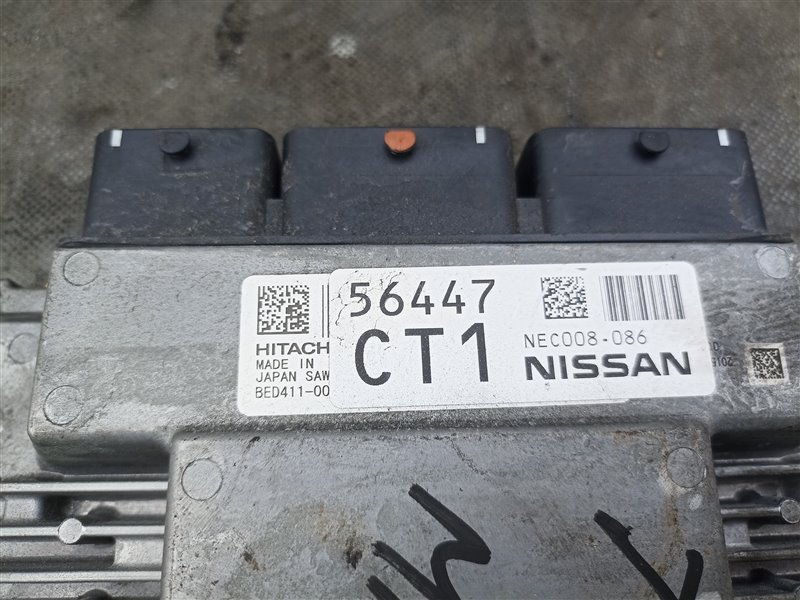 56447
CT1
NEC008-086
NISSAN
HITACH
MADE IN
JAPAN SAW
BED411-00